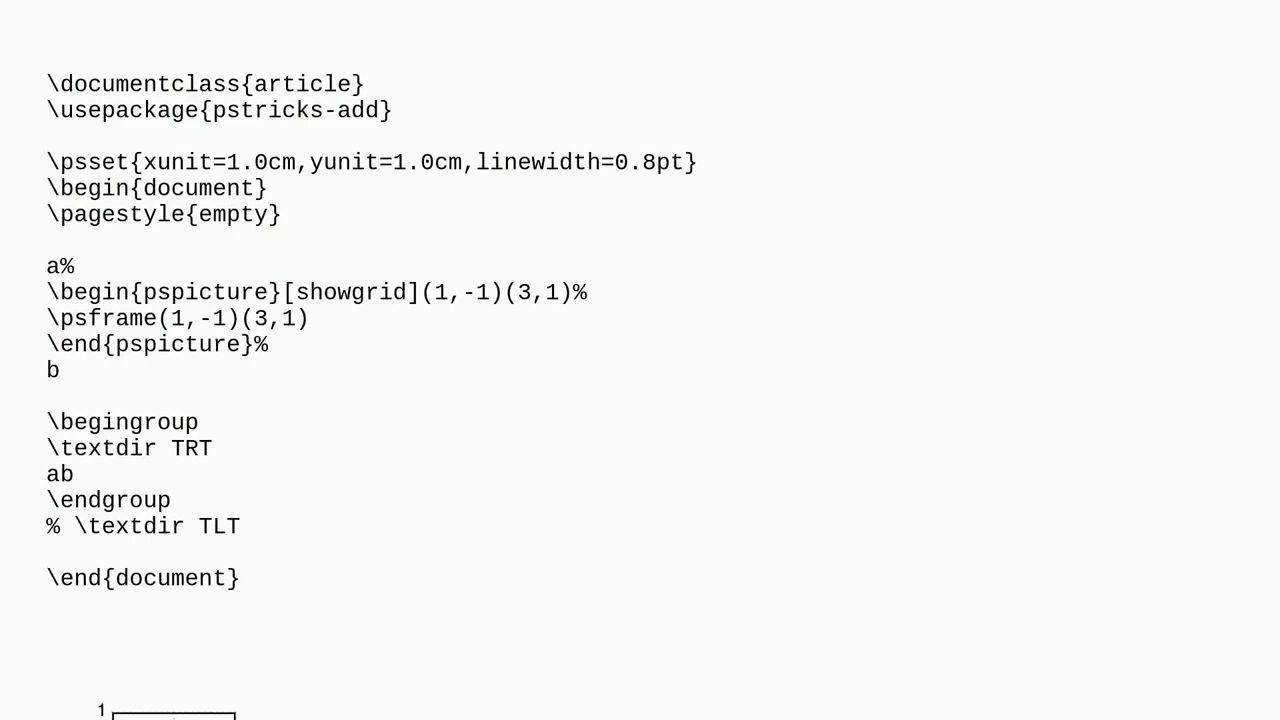 \documentclass{article}
\usepackage{pstricks-add}

\psset{xunit=1.0cm,yunit=1.0cm,linewidth=0.8pt}
\begin{document}
\pagestyle{empty}

a%
\begin{pspicture}[showgrid](1,-1)(3,1)%
\psframe(1,-1)(3,1)
\end{pspicture}%
b

\begingroup
\textdir TRT
ab
\endgroup
% \textdir TLT

\end{document}

1